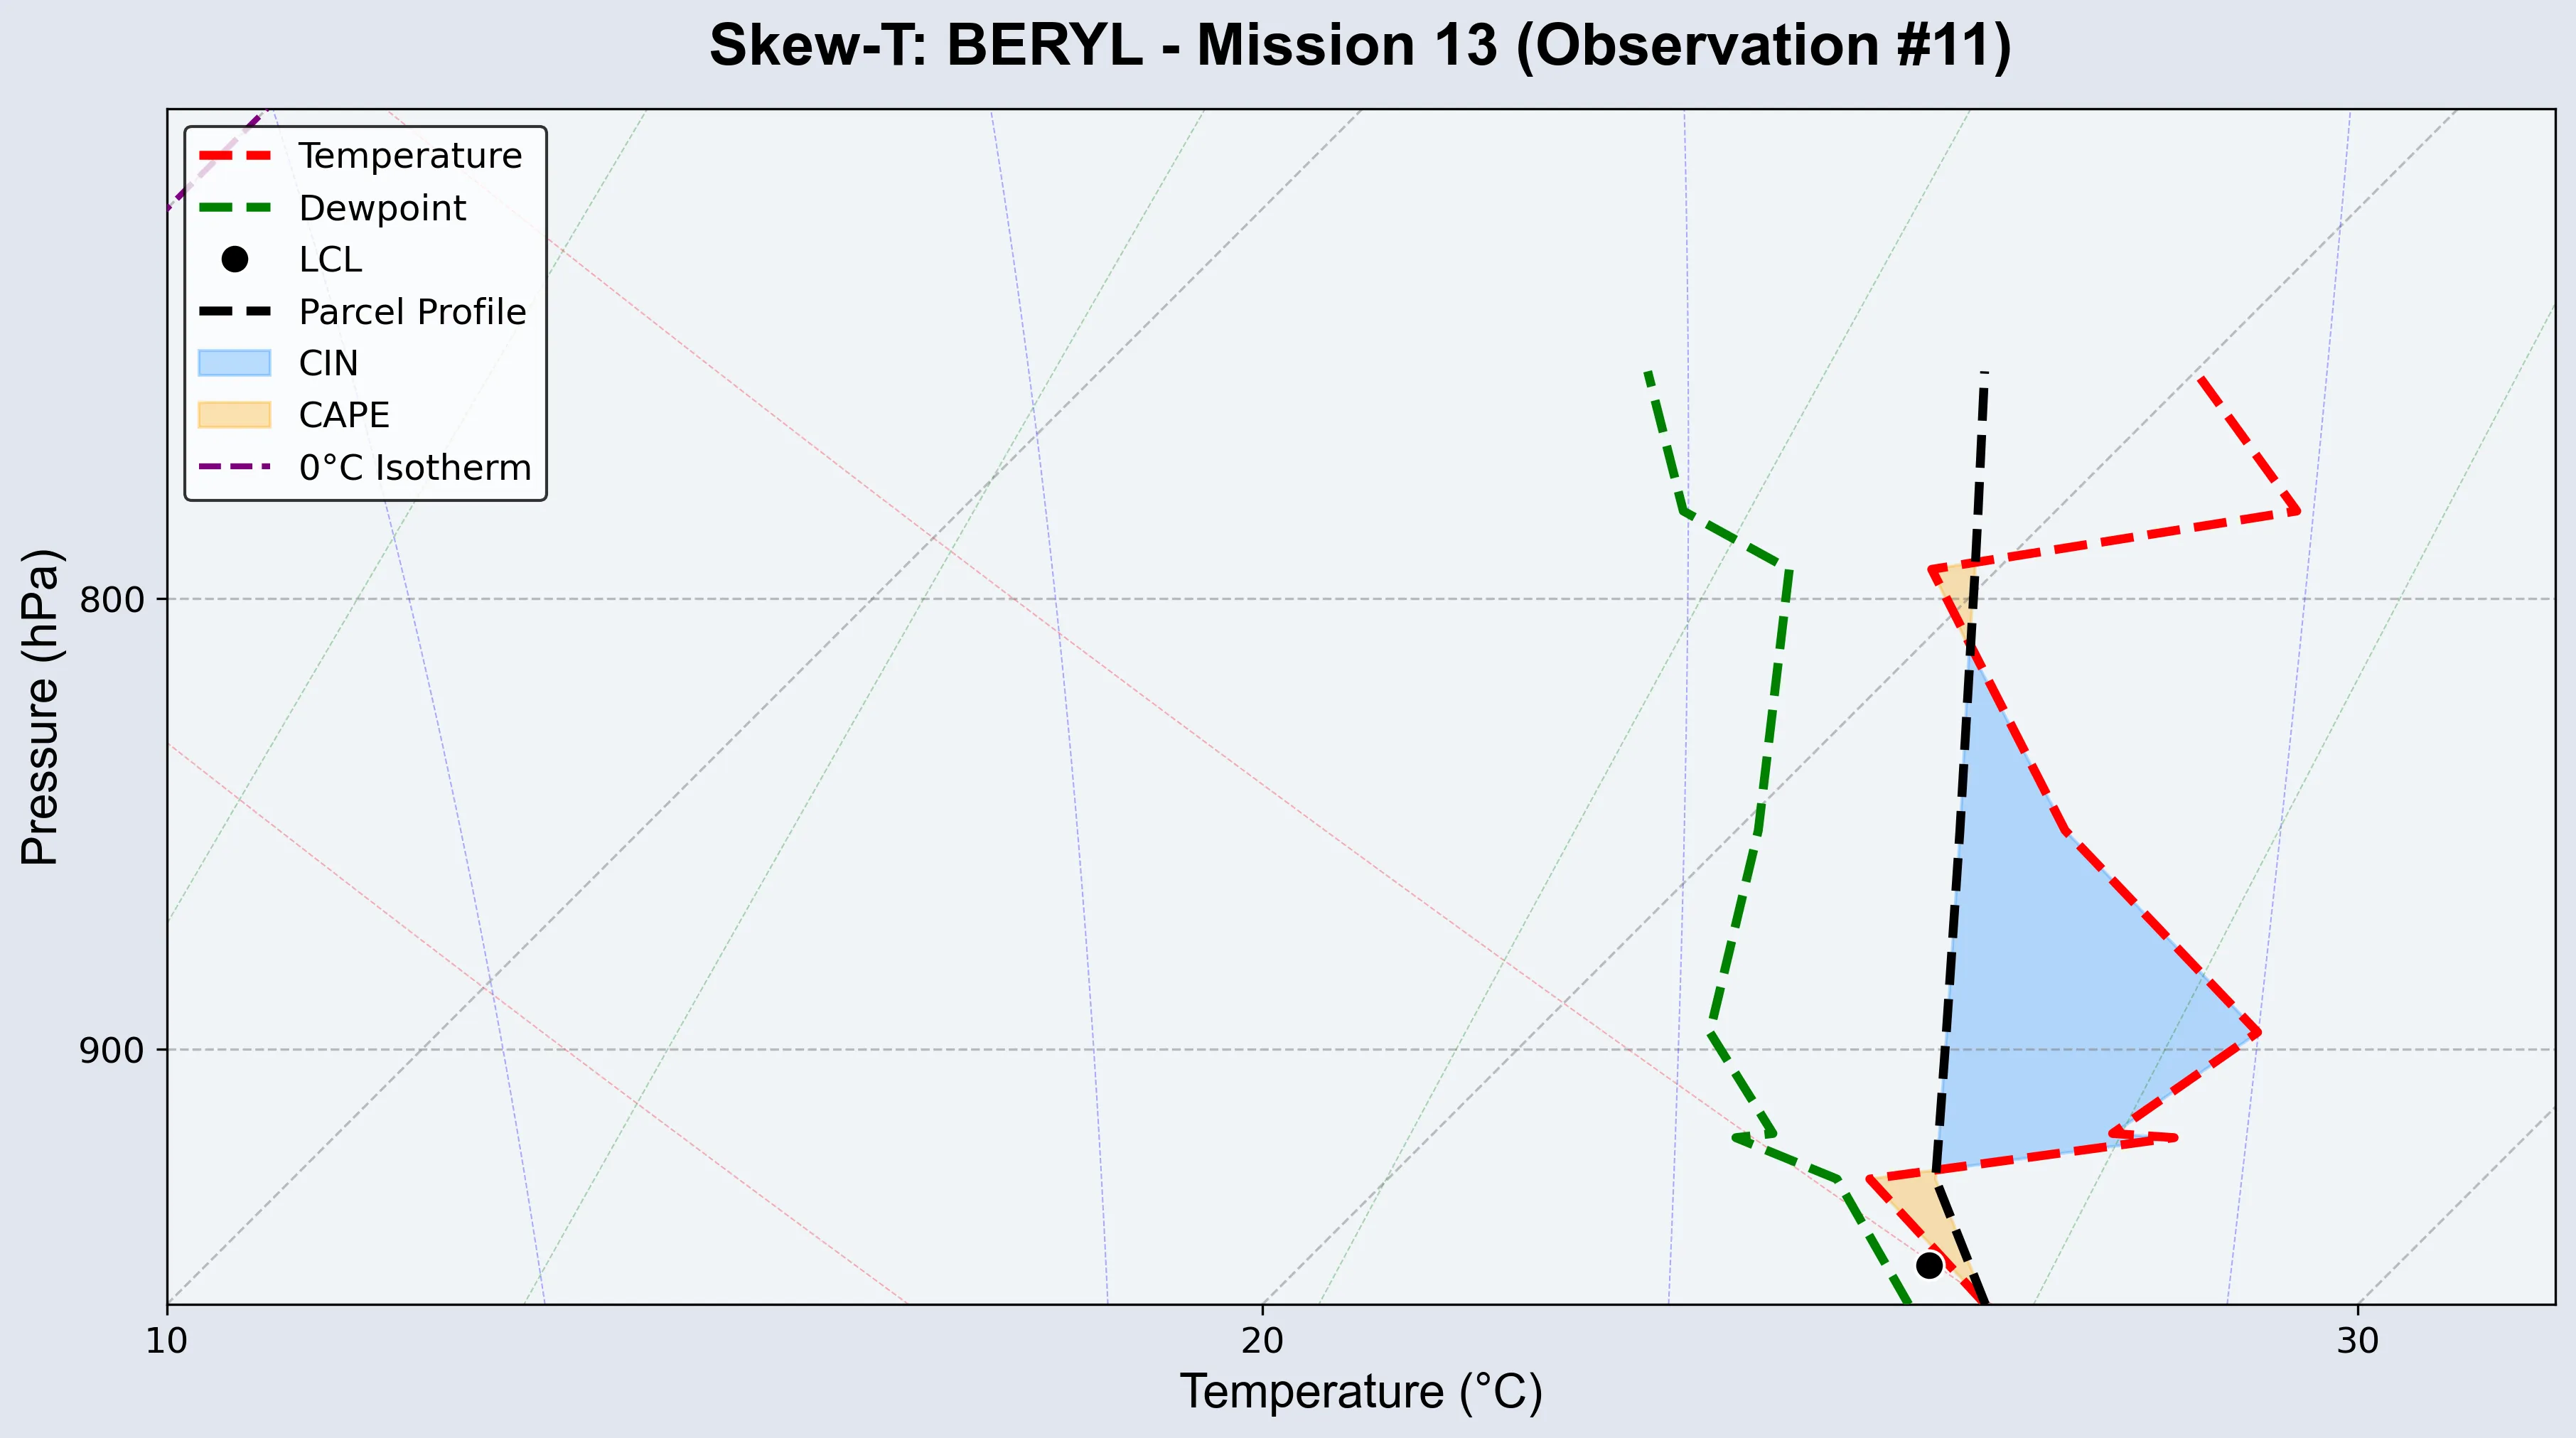 Skew-T: BERYL - Mission 13 (Observation #11)
Temperature
Dewpoint
LCL
Parcel Profile
CIN
CAPE
0°C Isotherm
Pressure (hPa)
800
900
10
20
30
Temperature (°C)